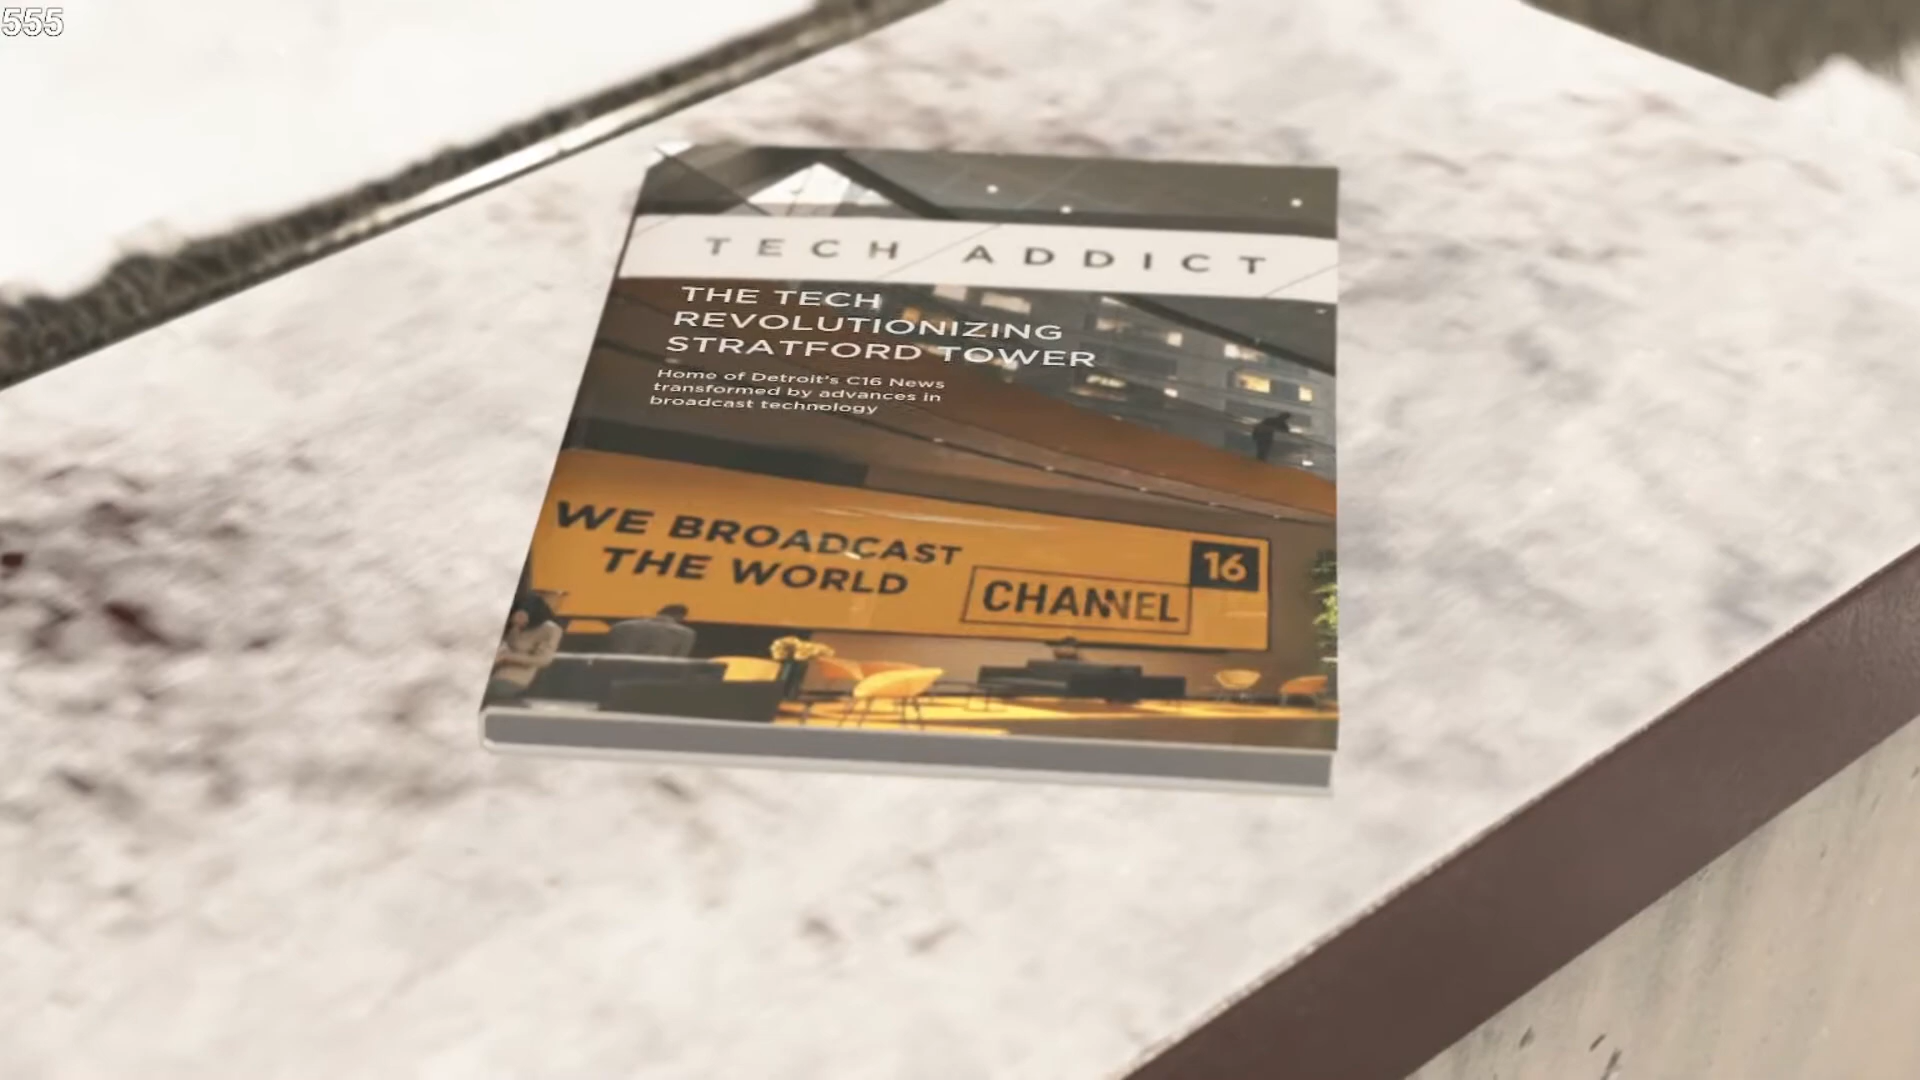 555
TECH ADDICT
THE TECH
REVOLUTIONIZING
STRATFORD TOWER
Home of Detroit's C16 News
transformed by advances in
broadcast technology
WE BROADCAST
THE WORLD
16
CHANNEL